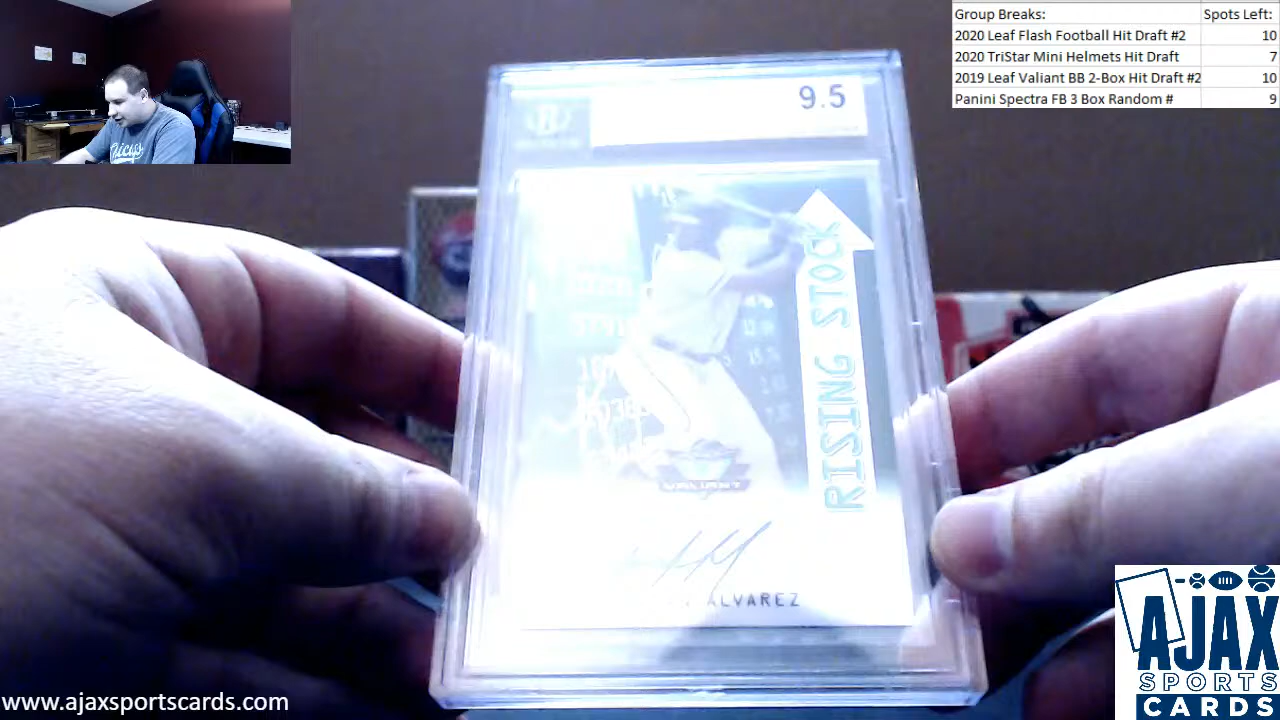 Group Breaks: Spots Left:
2020 Leaf Flash Football Hit Draft #2 10
2020 TriStar Mini Helmets Hit Draft 7
2019 Leaf Valiant BB 2-Box Hit Draft #2 10
Panini Spectra FB 3 Box Random # 9
9.5
RISING STOCK
VALIANT
ALVAREZ
www.ajaxsportscards.com
AJAX
SPORTS
CARDS